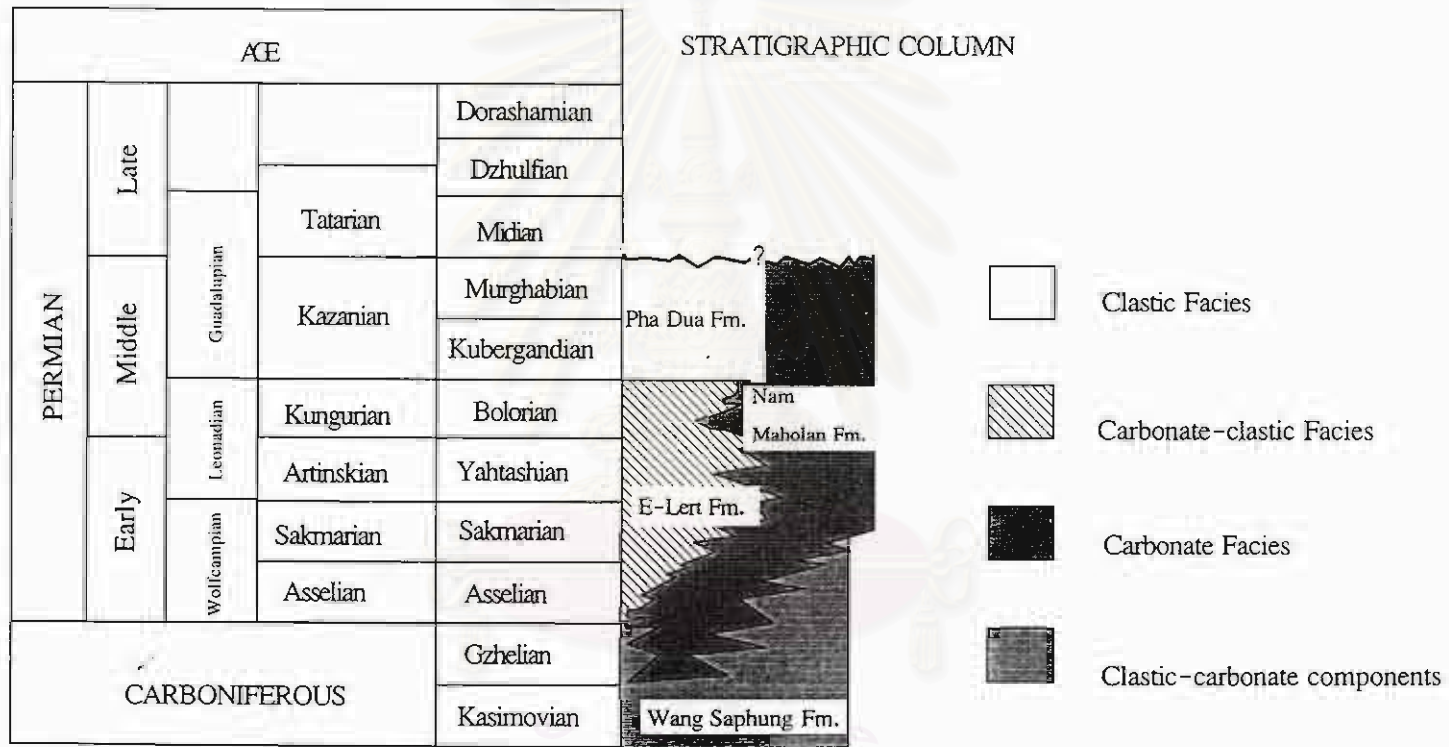 AGE
STRATIGRAPHIC COLUMN
PERMIAN
Late
Middle
Early
Guadalupian
Leonadian
Wolfcampian
Tatarian
Kazanian
Kungurian
Artinskian
Sakmarian
Asselian
Dorashamian
Dzhulfian
Midian
Murghabian
Kubergandian
Bolorian
Yahtashian
Sakmarian
Asselian
Gzhelian
Kasimovian
CARBONIFEROUS
?
Pha Dua Fm.
Nam
Maholan Fm.
E-Lert Fm.
Wang Saphung Fm.
Clastic Facies
Carbonate-clastic Facies
Carbonate Facies
Clastic-carbonate components